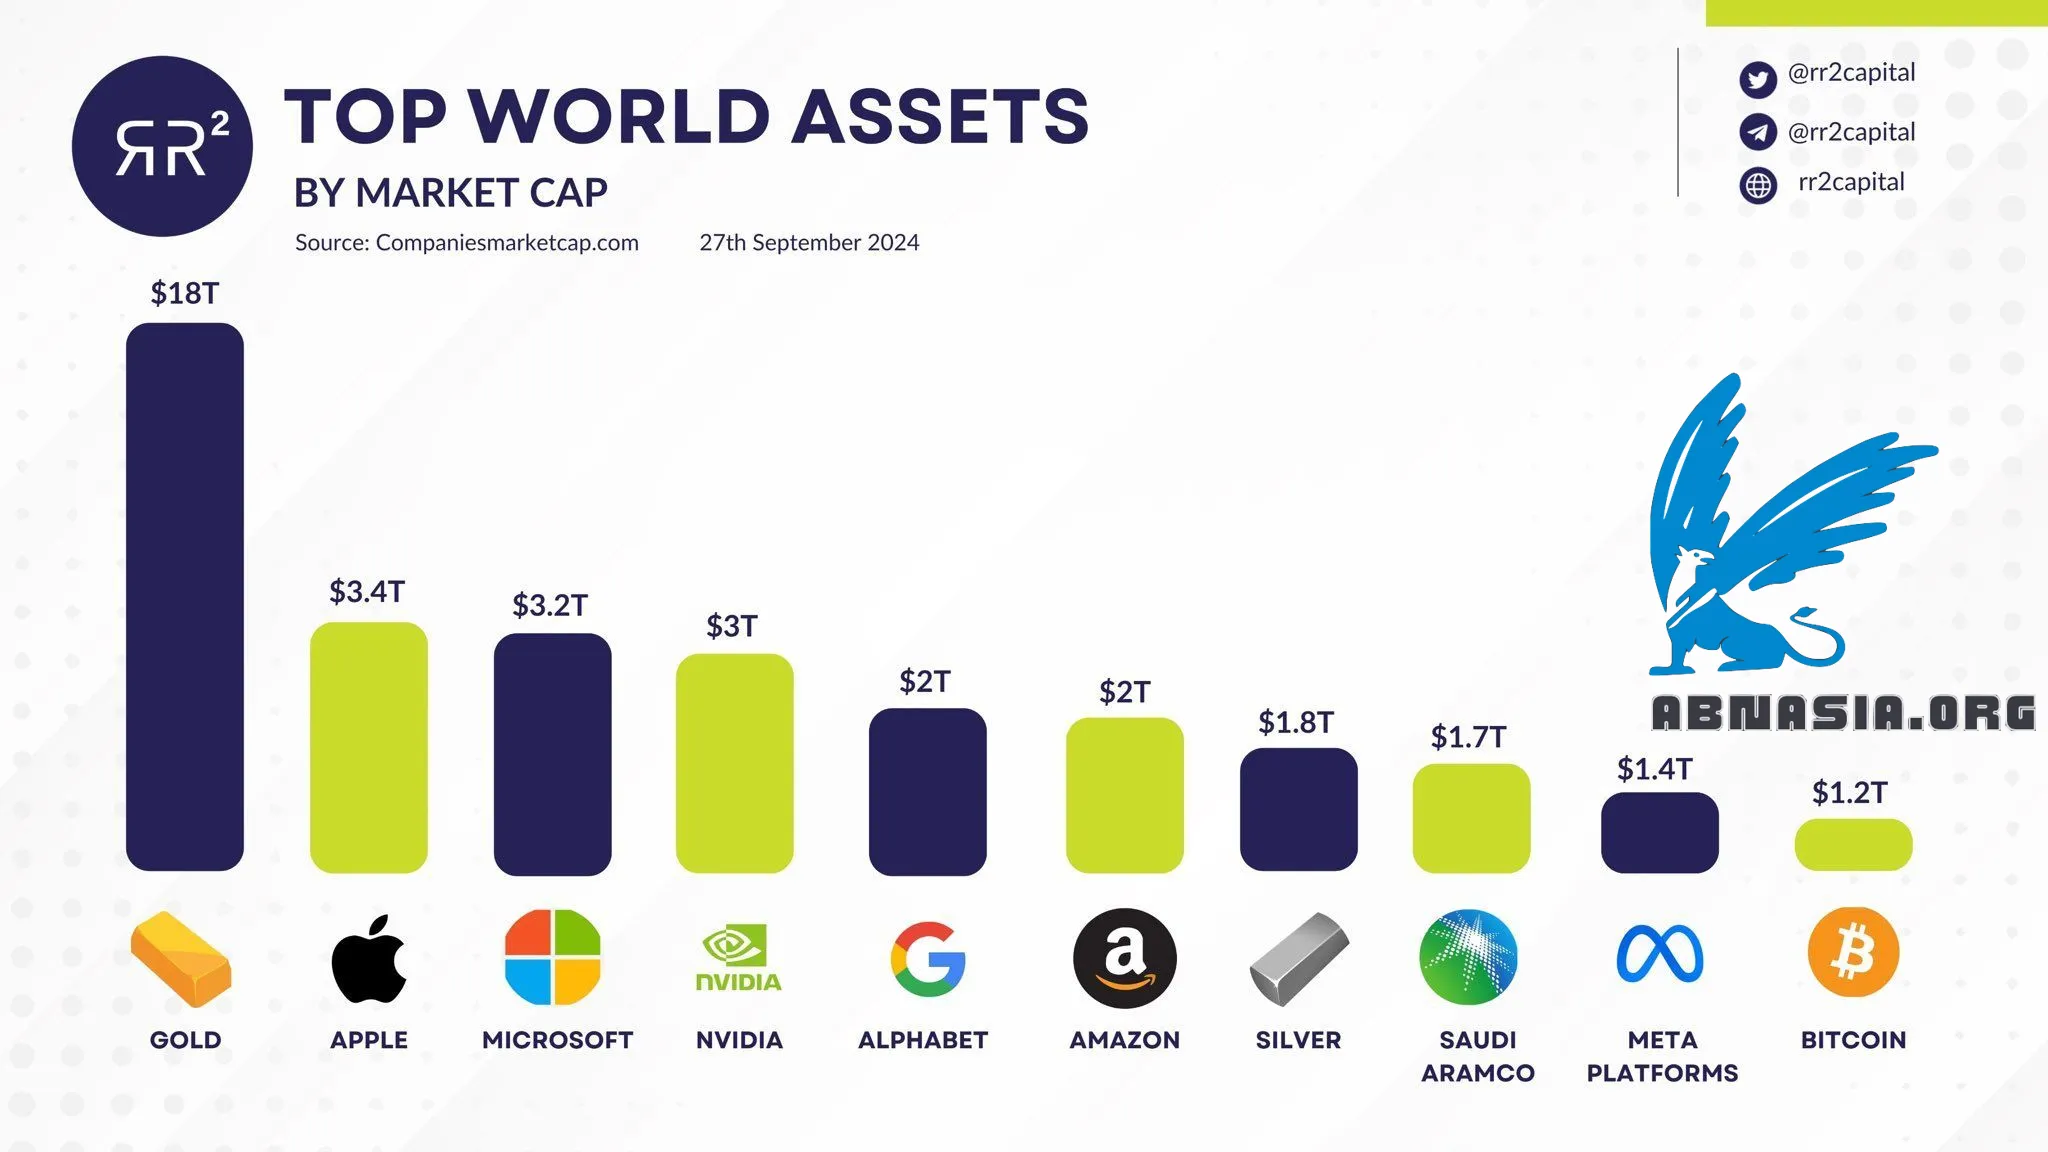 ЯR²
TOP WORLD ASSETS
BY MARKET CAP
Source: Companiesmarketcap.com
27th September 2024
@rr2capital
@rr2capital
rr2capital
$18T
$3.4T
$3.2T
$3T
$2T
$2T
$1.8T
$1.7T
$1.4T
$1.2T
ABNASIA.ORG
NVIDIA
a
GOLD
APPLE
MICROSOFT
NVIDIA
ALPHABET
AMAZON
SILVER
SAUDI
ARAMCO
META
PLATFORMS
BITCOIN